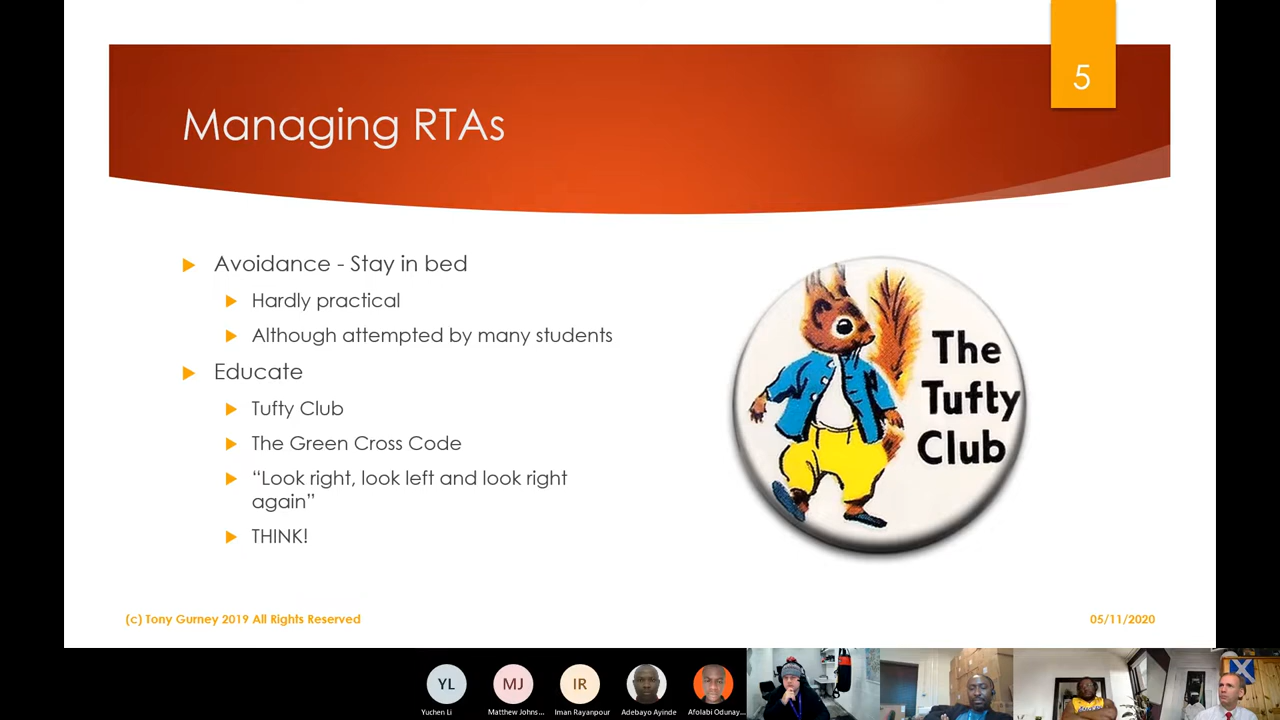 5
Managing RTAs
Avoidance - Stay in bed
Hardly practical
Although attempted by many students
Educate
Tufty Club
The Green Cross Code
“Look right, look left and look right
again”
THINK!
The
Tufty
Club
(c) Tony Gurney 2019 All Rights Reserved
05/11/2020
YL
MJ
IR
Yuchen Li
Matthew Johns...
Iman Rayanpour
Adebayo Ayinde
Afolabi Odunay...